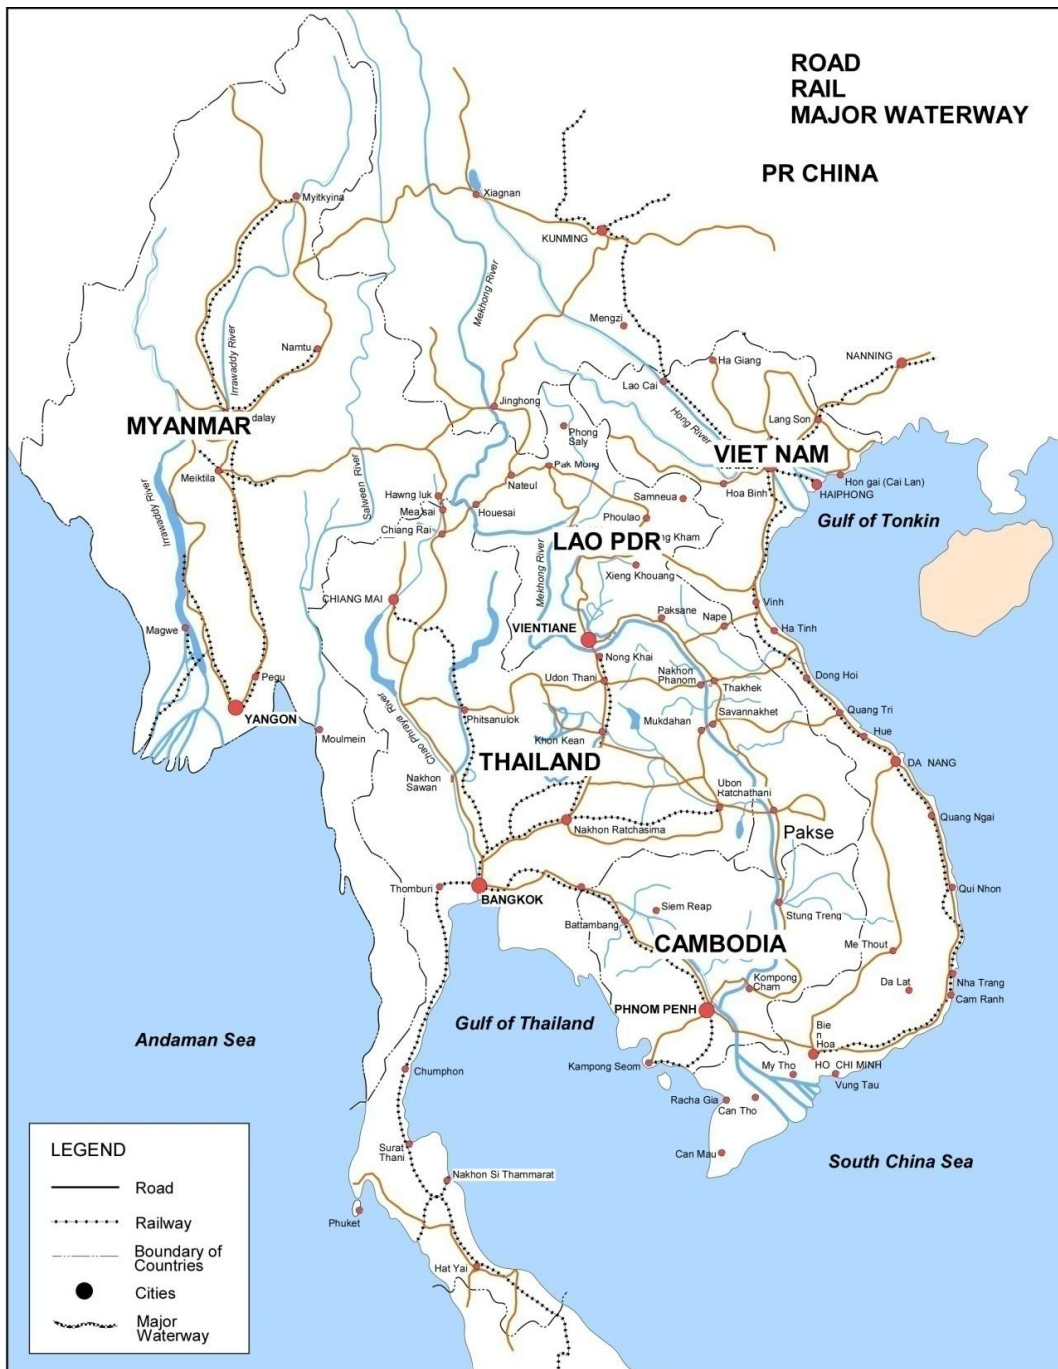 ROAD
RAIL
MAJOR WATERWAY
PR CHINA
Xiagnan
Myitkyina
KUNMING
Mekhong River
Mengzi
Irrawaddy River
Namtu
Ha Giang
NANNING
Lao Cai
Jinghong
Hong River
Lang Son
dalay
MYANMAR
Phong
Saly
VIET NAM
Salween River
Pak Mong
Meiktila
Nateul
Hoa Binh
Hon gai (Cai Lan)
HAIPHONG
Hawng luk
Samneua
Irrawaddy River
Mea sai
Houesai
Phoulao
Gulf of Tonkin
Chiang Rai
LAO PDR
ng Kham
Mekhong River
Xieng Khouang
CHIANG MAI
Vinh
Paksane
Nape
Magwe
VIENTIANE
Ha Tinh
Nong Khai
Pegu
Udon Thani
Nakhon
Phanom
Thakhek
Dong Hoi
Chao Phraya River
YANGON
Phitsanulok
Mukdahan
Savannakhet
Quang Tri
Moulmein
Khon Kean
Hue
THAILAND
DA NANG
Nakhon
Sawan
Ubon
Ratchathani
Quang Ngai
Nakhon Ratchasima
Pakse
Thomburi
BANGKOK
Qui Nhon
Siem Reap
Battambang
Stung Treng
CAMBODIA
Me Thout
Kompong
Cham
Da Lat
Nha Trang
Cam Ranh
PHNOM PENH
Gulf of Thailand
Andaman Sea
Bie
n
Hoa
Kampong Seom
My Tho
HO CHI MINH
Chumphon
Vung Tau
Racha Gia
Can Tho
Surat
Thani
Can Mau
South China Sea
Nakhon Si Thammarat
Phuket
Hat Yai
LEGEND
Road
Railway
Boundary of
Countries
Cities
Major
Waterway